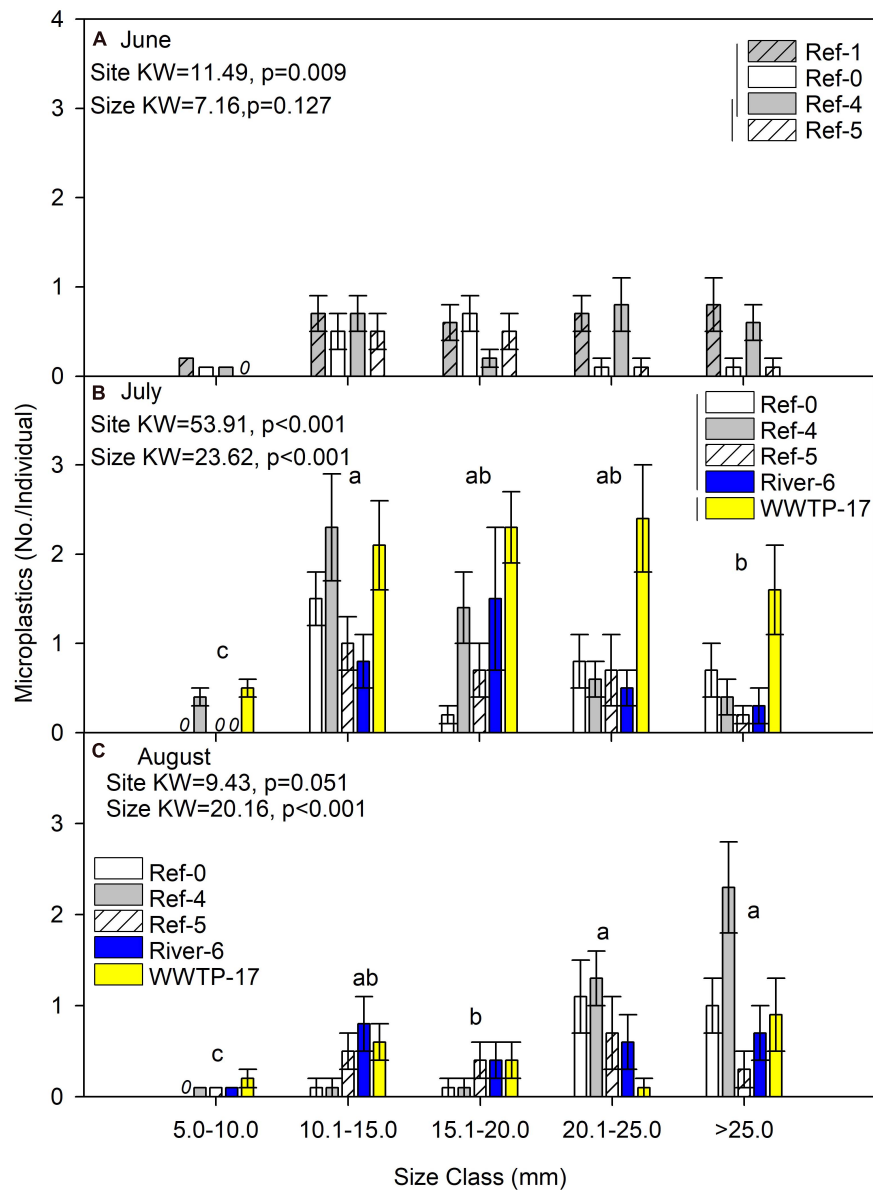 4
A June
Site KW=11.49, p=0.009
Size KW=7.16,p=0.127
Ref-1
Ref-0
Ref-4
Ref-5
3
2
1
0
0
B July
Site KW=53.91, p<0.001
Size KW=23.62, p<0.001
Ref-0
Ref-4
Ref-5
River-6
WWTP-17
3
2
1
0
c
a
ab
ab
b
0
0
0
C August
Site KW=9.43, p=0.051
Size KW=20.16, p<0.001
Ref-0
Ref-4
Ref-5
River-6
WWTP-17
3
2
1
0
c
ab
b
a
a
0
Microplastics (No./Individual)
5.0-10.0 10.1-15.0 15.1-20.0 20.1-25.0 >25.0
Size Class (mm)